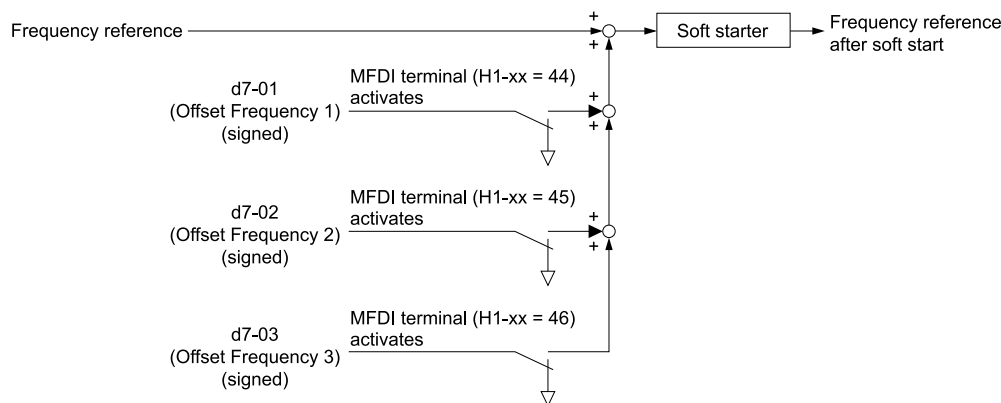 Frequency reference
+
+
Soft starter
Frequency reference
after soft start
d7-01
(Offset Frequency 1)
(signed)
MFDI terminal (H1-xx = 44)
activates
+
+
d7-02
(Offset Frequency 2)
(signed)
MFDI terminal (H1-xx = 45)
activates
+
+
d7-03
(Offset Frequency 3)
(signed)
MFDI terminal (H1-xx = 46)
activates